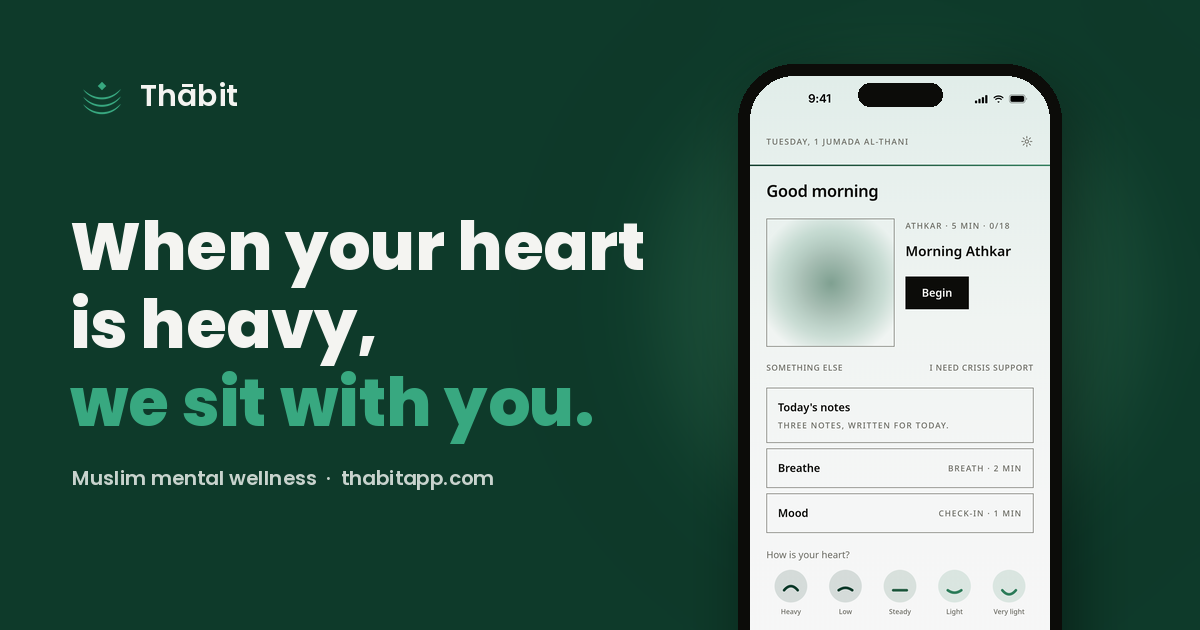 Thābit
When your heart
is heavy,
we sit with you.
Muslim mental wellness · thabitapp.com
9:41
TUESDAY, 1 JUMADA AL-THANI
Good morning
ATHKAR · 5 MIN · 0/18
Morning Athkar
Begin
SOMETHING ELSE
I NEED CRISIS SUPPORT
Today's notes
THREE NOTES, WRITTEN FOR TODAY.
Breathe
BREATH · 2 MIN
Mood
CHECK-IN · 1 MIN
How is your heart?
Heavy Low Steady Light Very light